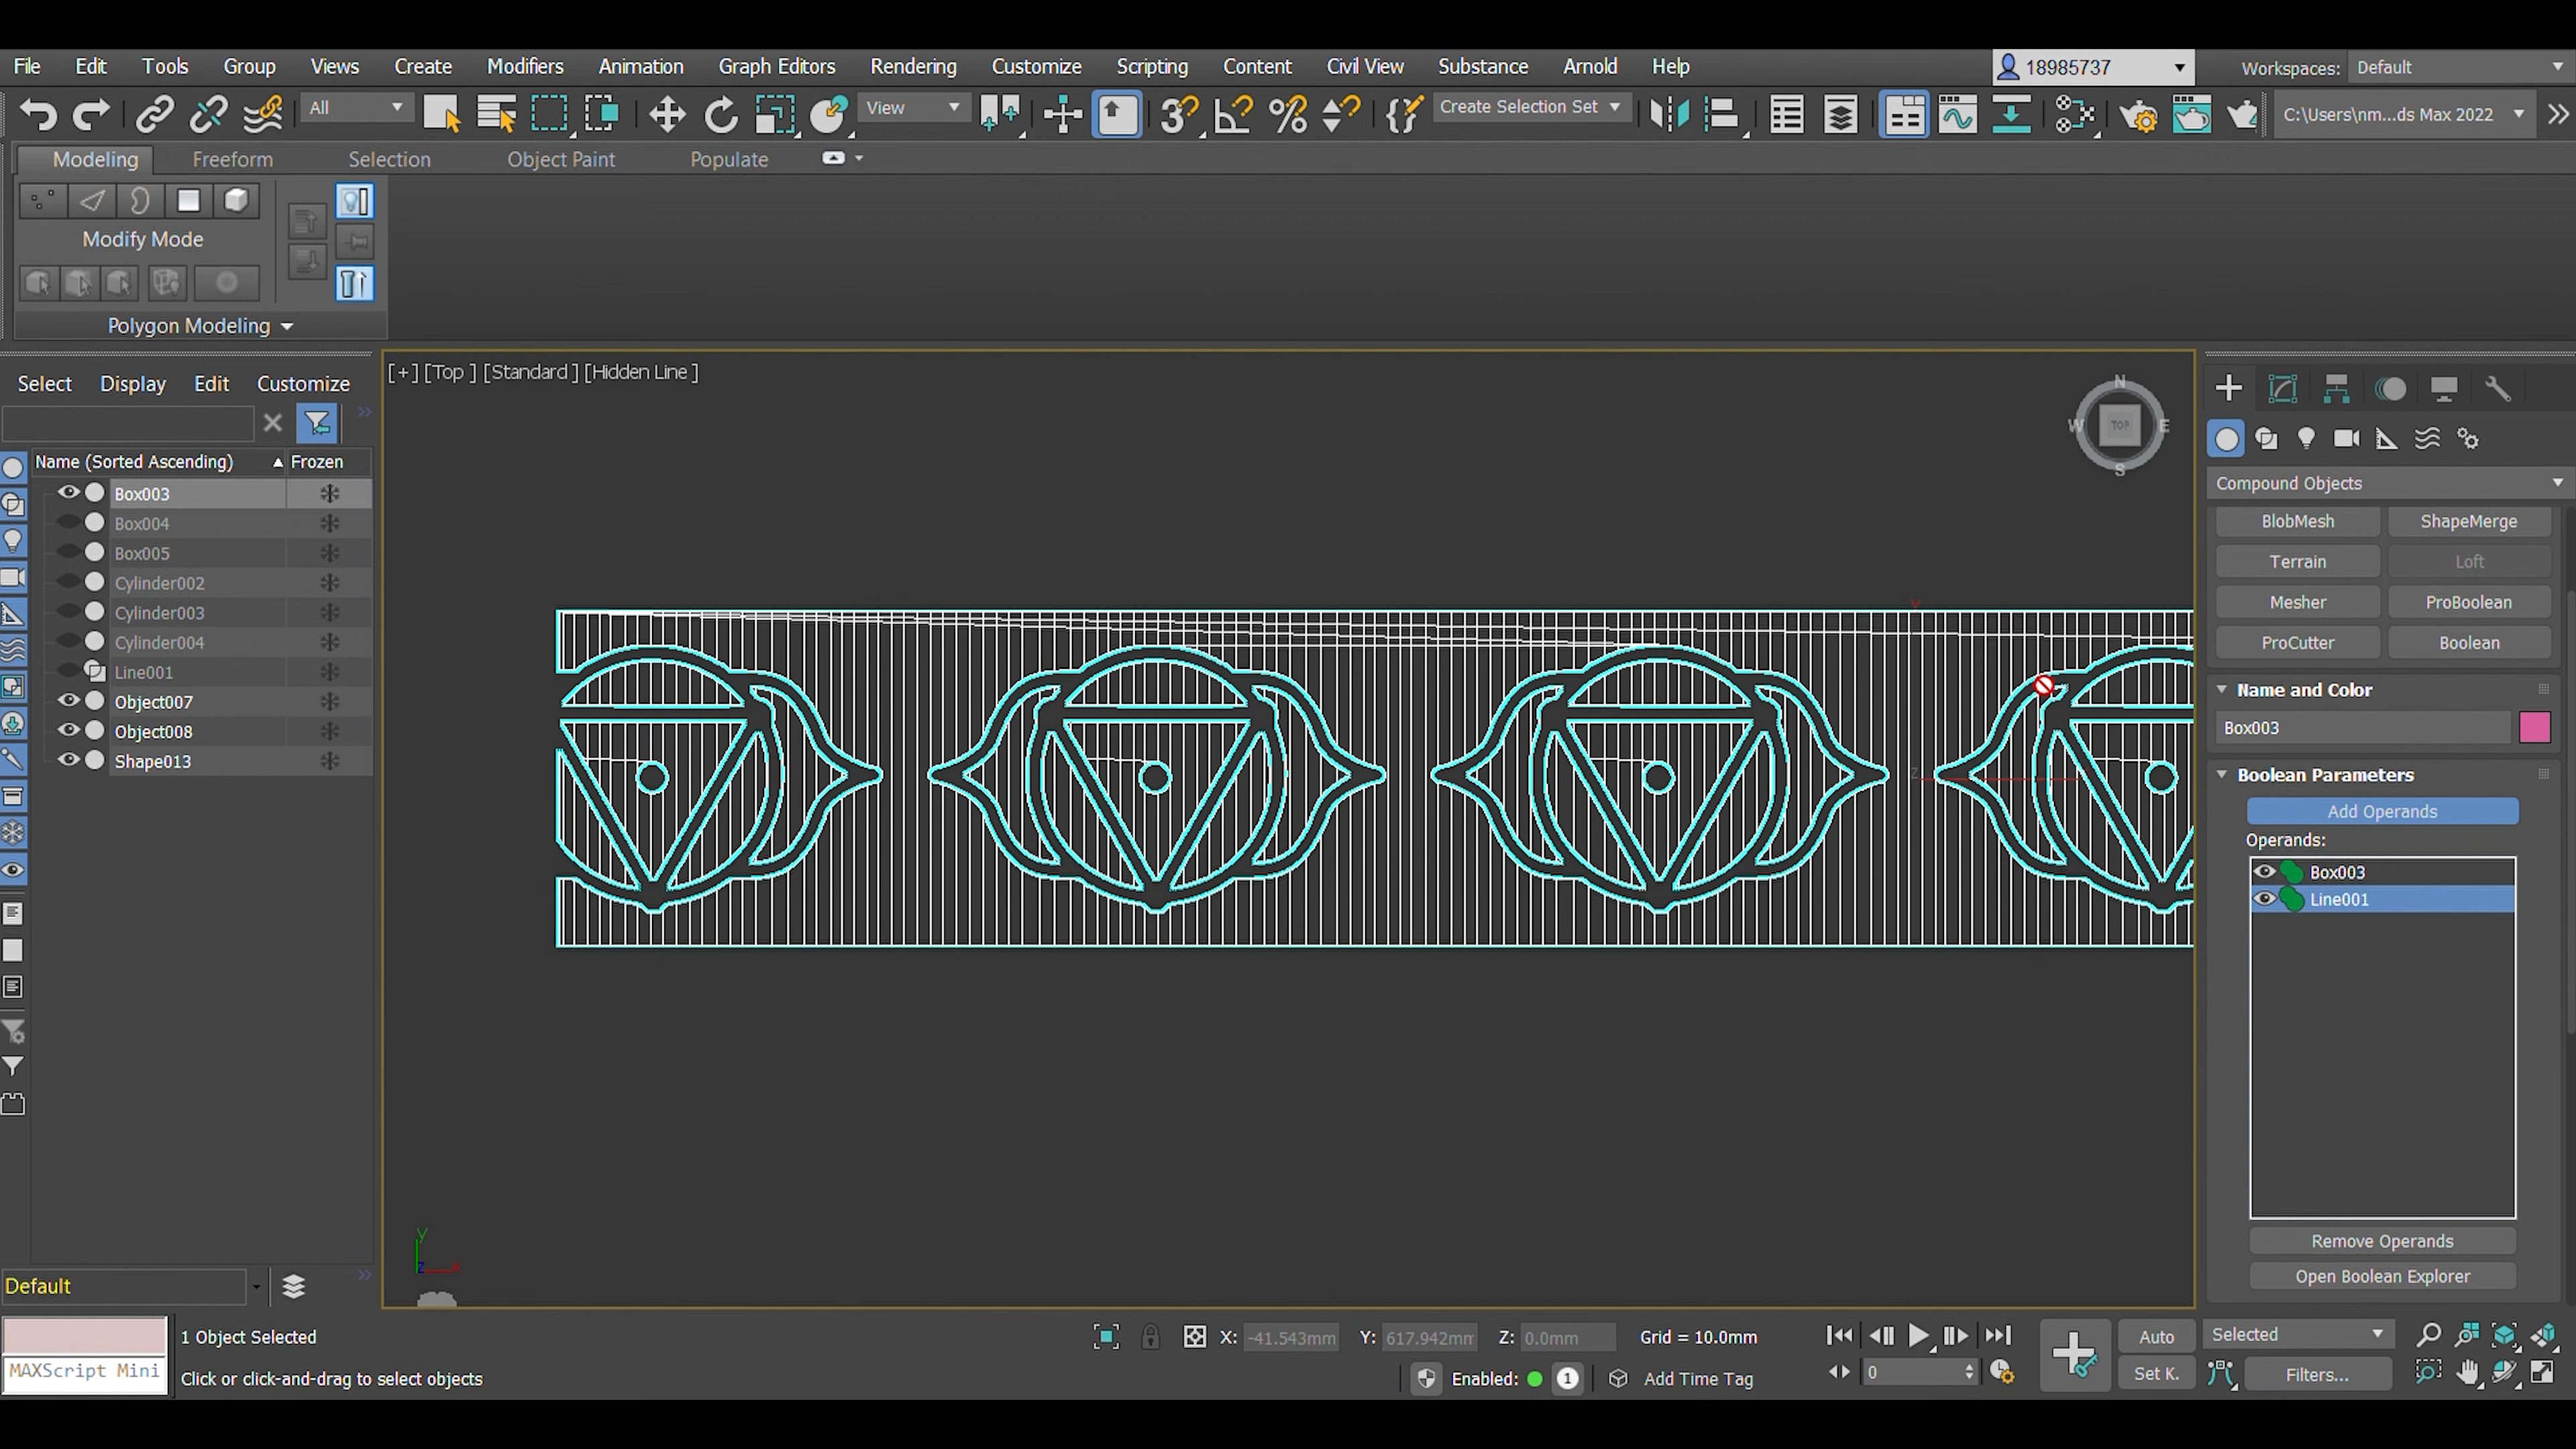 File Edit Tools Group Views Create Modifiers Animation Graph Editors Rendering Customize Scripting Content Civil View Substance Arnold Help 18985737 Workspaces: Default
All View Create Selection Set C:\Users\nm...ds Max 2022
Modeling Freeform Selection Object Paint Populate
Modify Mode
Polygon Modeling
Select Display Edit Customize
Name (Sorted Ascending) Frozen
Box003
Box004
Box005
Cylinder002
Cylinder003
Cylinder004
Line001
Object007
Object008
Shape013
Default
[+] [Top ] [Standard ] [Hidden Line ]
N
W TOP E
S
y
z
Compound Objects
BlobMesh ShapeMerge
Terrain Loft
Mesher ProBoolean
ProCutter Boolean
Name and Color
Box003
Boolean Parameters
Add Operands
Operands:
Box003
Line001
Remove Operands
Open Boolean Explorer
1 Object Selected X: -41.543mm Y: 617.942mm Z: 0.0mm Grid = 10.0mm Auto Selected
MAXScript Mini Click or click-and-drag to select objects Enabled: 1 Add Time Tag 0 Set K. Filters...